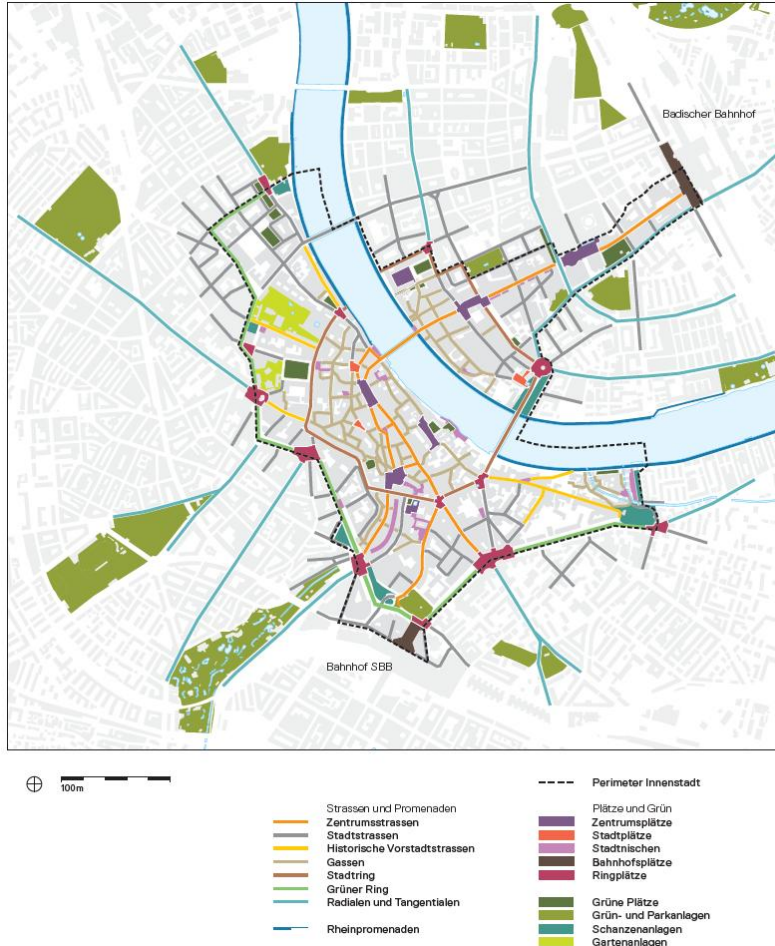 Badischer Bahnhof
Bahnhof SBB
100m
Perimeter Innenstadt
Strassen und Promenaden
Zentrumsstrassen
Stadtstrassen
Historische Vorstadtstrassen
Gassen
Stadtring
Grüner Ring
Radialen und Tangentialen
Rheinpromenaden
Plätze und Grün
Zentrumsplätze
Stadtplätze
Stadtnischen
Bahnhofsplätze
Ringplätze
Grüne Plätze
Grün- und Parkanlagen
Schanzenanlagen
Gartenanlagen